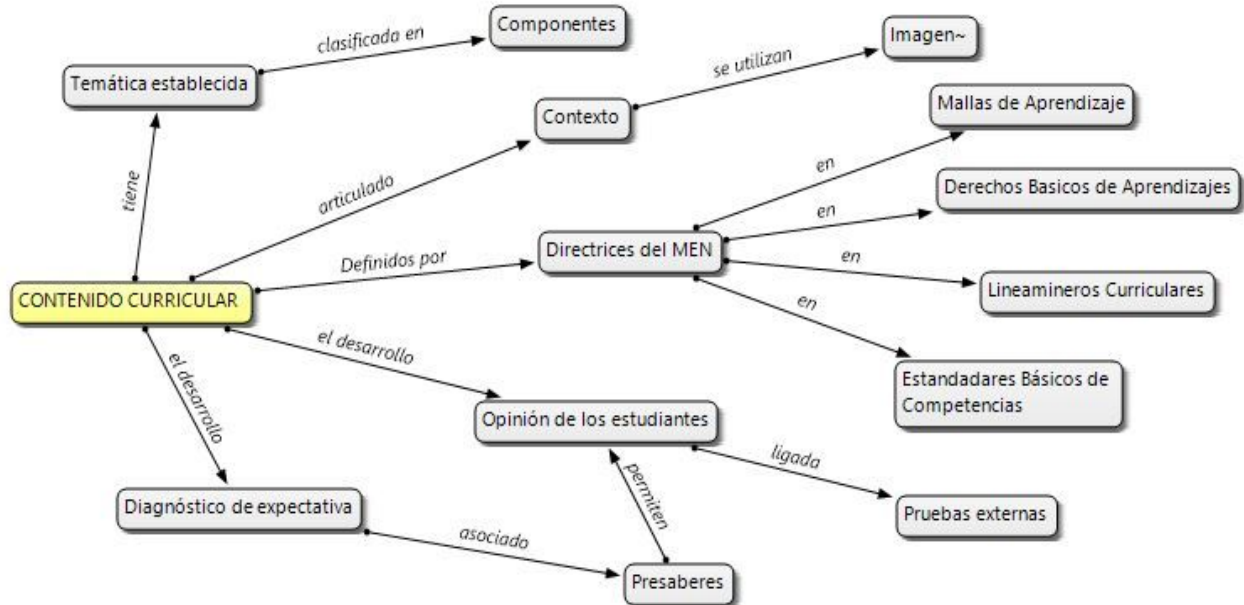 Componentes
clasificada en
Imagen~
Temática establecida
se utilizan
Contexto
Mallas de Aprendizaje
tiene
articulado
en
Derechos Basicos de Aprendizajes
en
Directrices del MEN
Definidos por
en
CONTENIDO CURRICULAR
Lineamineros Curriculares
en
el desarrollo
el desarrollo
Estandadares Básicos de
Competencias
Opinión de los estudiantes
ligada
permiten
Diagnóstico de expectativa
Pruebas externas
asociado
Presaberes